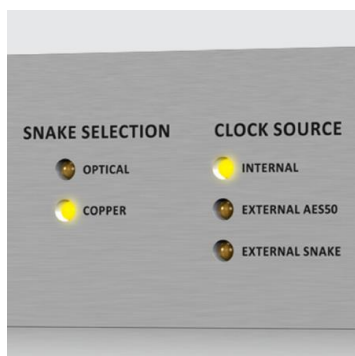 SNAKE SELECTION
OPTICAL
COPPER
CLOCK SOURCE
INTERNAL
EXTERNAL AES50
EXTERNAL SNAKE